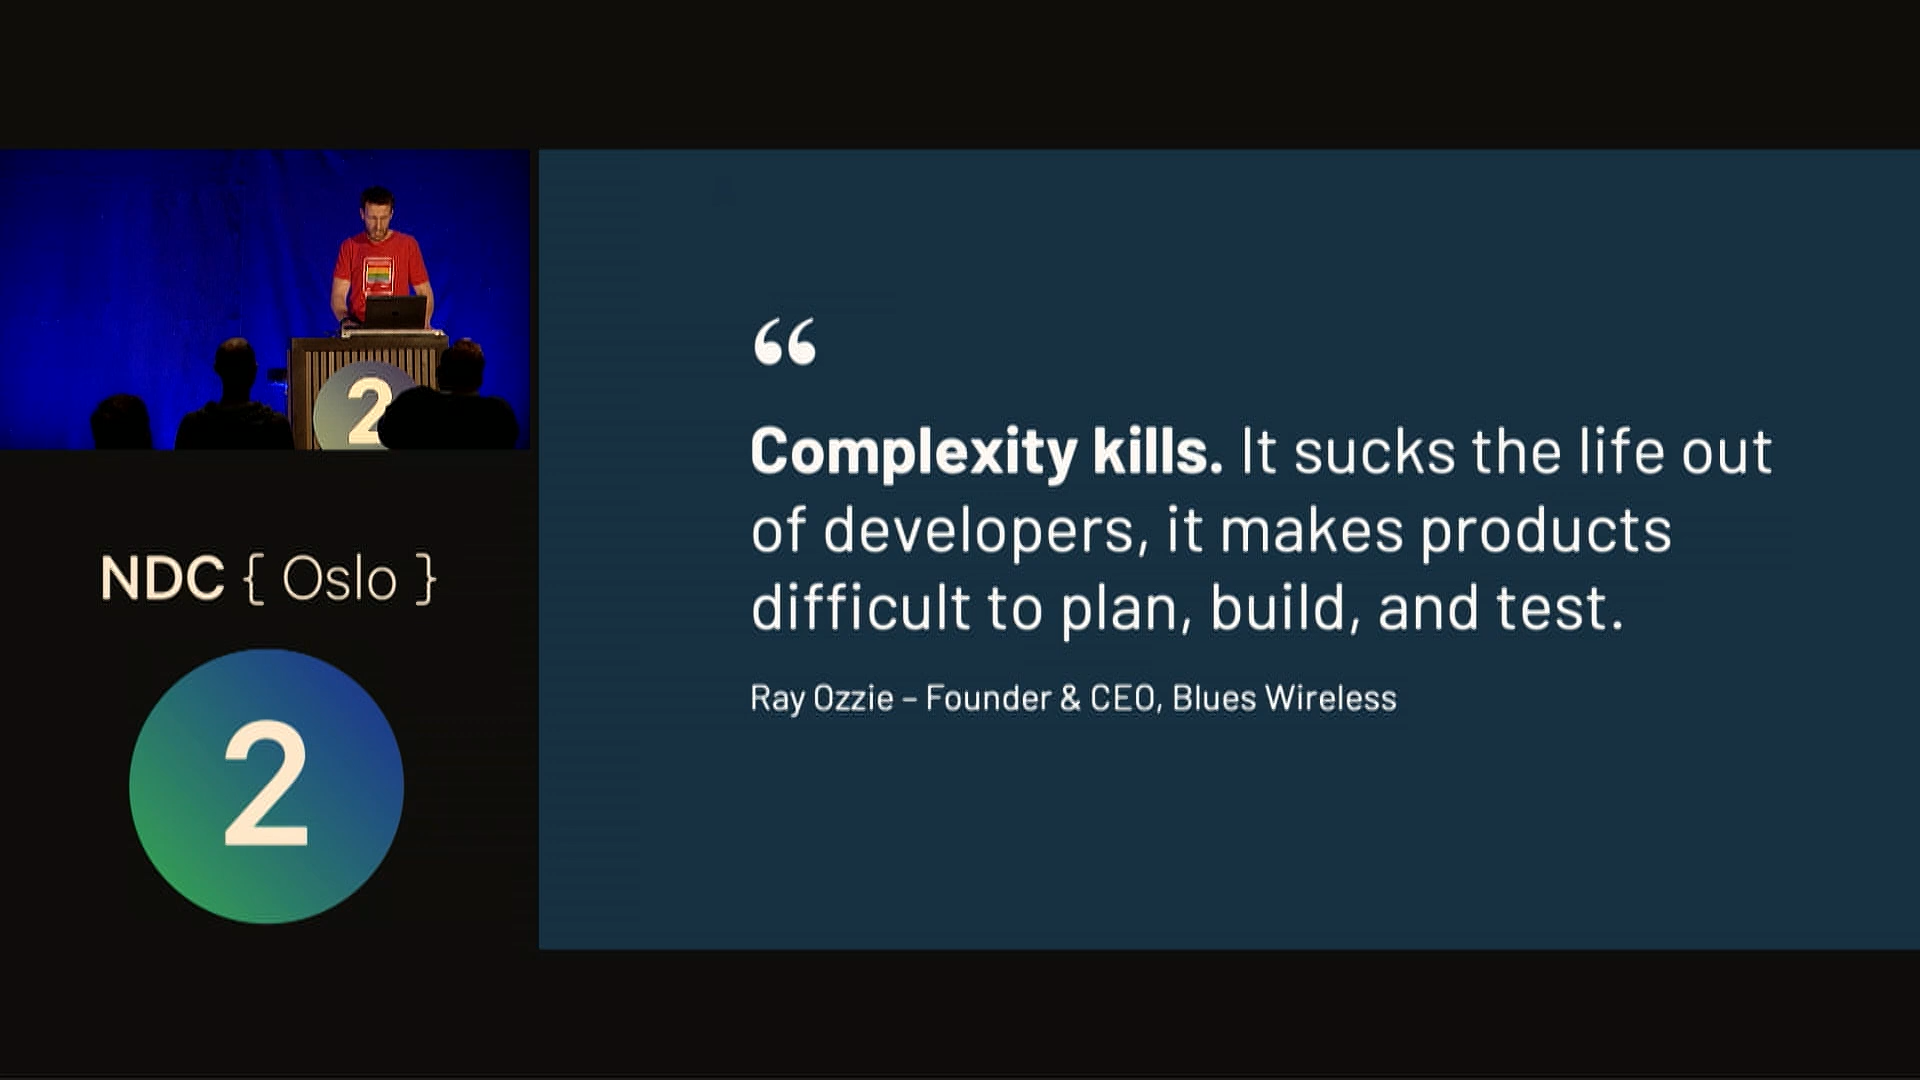 2
NDC { Oslo }
2
“
Complexity kills. It sucks the life out
of developers, it makes products
difficult to plan, build, and test.
Ray Ozzie – Founder & CEO, Blues Wireless